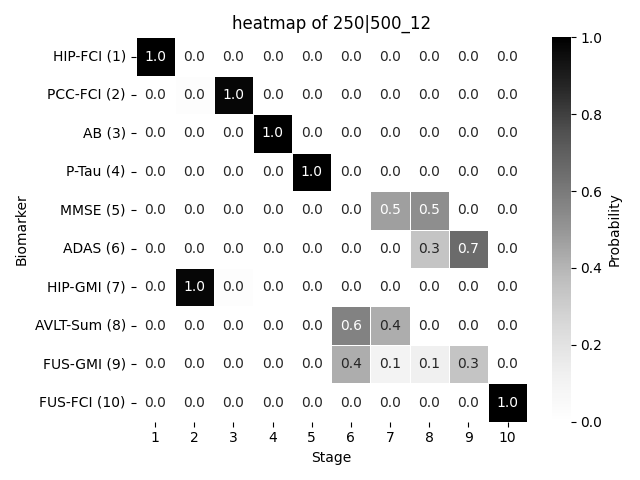 heatmap of 250|500_12
HIP-FCI (1) 1.0 0.0 0.0 0.0 0.0 0.0 0.0 0.0 0.0 0.0
PCC-FCI (2) 0.0 0.0 1.0 0.0 0.0 0.0 0.0 0.0 0.0 0.0
AB (3) 0.0 0.0 0.0 1.0 0.0 0.0 0.0 0.0 0.0 0.0
P-Tau (4) 0.0 0.0 0.0 0.0 1.0 0.0 0.0 0.0 0.0 0.0
MMSE (5) 0.0 0.0 0.0 0.0 0.0 0.0 0.5 0.5 0.0 0.0
ADAS (6) 0.0 0.0 0.0 0.0 0.0 0.0 0.0 0.3 0.7 0.0
HIP-GMI (7) 0.0 1.0 0.0 0.0 0.0 0.0 0.0 0.0 0.0 0.0
AVLT-Sum (8) 0.0 0.0 0.0 0.0 0.0 0.6 0.4 0.0 0.0 0.0
FUS-GMI (9) 0.0 0.0 0.0 0.0 0.0 0.4 0.1 0.1 0.3 0.0
FUS-FCI (10) 0.0 0.0 0.0 0.0 0.0 0.0 0.0 0.0 0.0 1.0
1 2 3 4 5 6 7 8 9 10
Stage
Biomarker
1.0
0.8
0.6
0.4
0.2
0.0
Probability